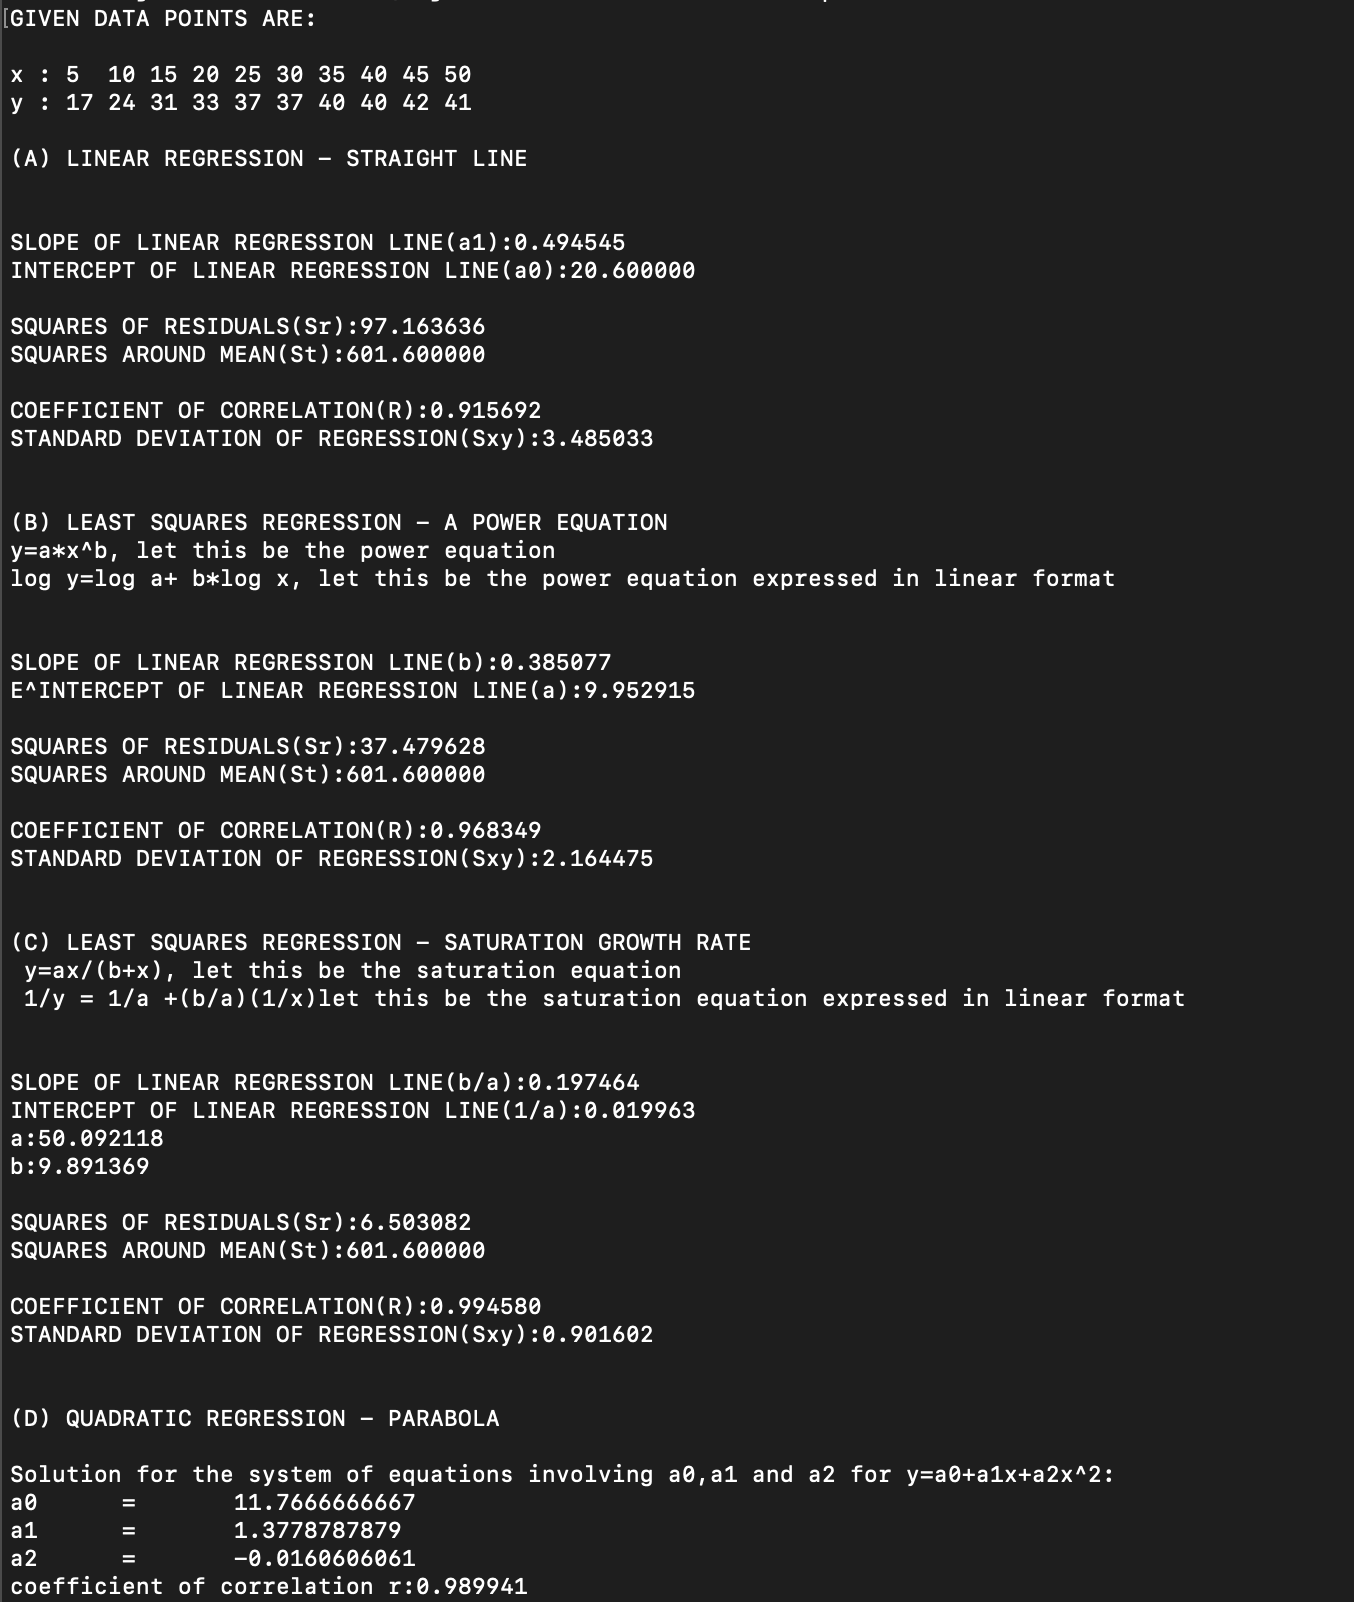 GIVEN DATA POINTS ARE:
x : 5  10 15 20 25 30 35 40 45 50
y : 17 24 31 33 37 37 40 40 42 41
(A) LINEAR REGRESSION – STRAIGHT LINE
SLOPE OF LINEAR REGRESSION LINE(a1):0.494545
INTERCEPT OF LINEAR REGRESSION LINE(a0):20.600000
SQUARES OF RESIDUALS(Sr):97.163636
SQUARES AROUND MEAN(St):601.600000
COEFFICIENT OF CORRELATION(R):0.915692
STANDARD DEVIATION OF REGRESSION(Sxy):3.485033
(B) LEAST SQUARES REGRESSION – A POWER EQUATION
y=a*x^b, let this be the power equation
log y=log a+ b*log x, let this be the power equation expressed in linear format
SLOPE OF LINEAR REGRESSION LINE(b):0.385077
E^INTERCEPT OF LINEAR REGRESSION LINE(a):9.952915
SQUARES OF RESIDUALS(Sr):37.479628
SQUARES AROUND MEAN(St):601.600000
COEFFICIENT OF CORRELATION(R):0.968349
STANDARD DEVIATION OF REGRESSION(Sxy):2.164475
(C) LEAST SQUARES REGRESSION – SATURATION GROWTH RATE
y=ax/(b+x), let this be the saturation equation
1/y = 1/a +(b/a)(1/x)let this be the saturation equation expressed in linear format
SLOPE OF LINEAR REGRESSION LINE(b/a):0.197464
INTERCEPT OF LINEAR REGRESSION LINE(1/a):0.019963
a:50.092118
b:9.891369
SQUARES OF RESIDUALS(Sr):6.503082
SQUARES AROUND MEAN(St):601.600000
COEFFICIENT OF CORRELATION(R):0.994580
STANDARD DEVIATION OF REGRESSION(Sxy):0.901602
(D) QUADRATIC REGRESSION – PARABOLA
Solution for the system of equations involving a0,a1 and a2 for y=a0+a1x+a2x^2:
a0      =       11.7666666667
a1      =       1.3778787879
a2      =       -0.0160606061
coefficient of correlation r:0.989941